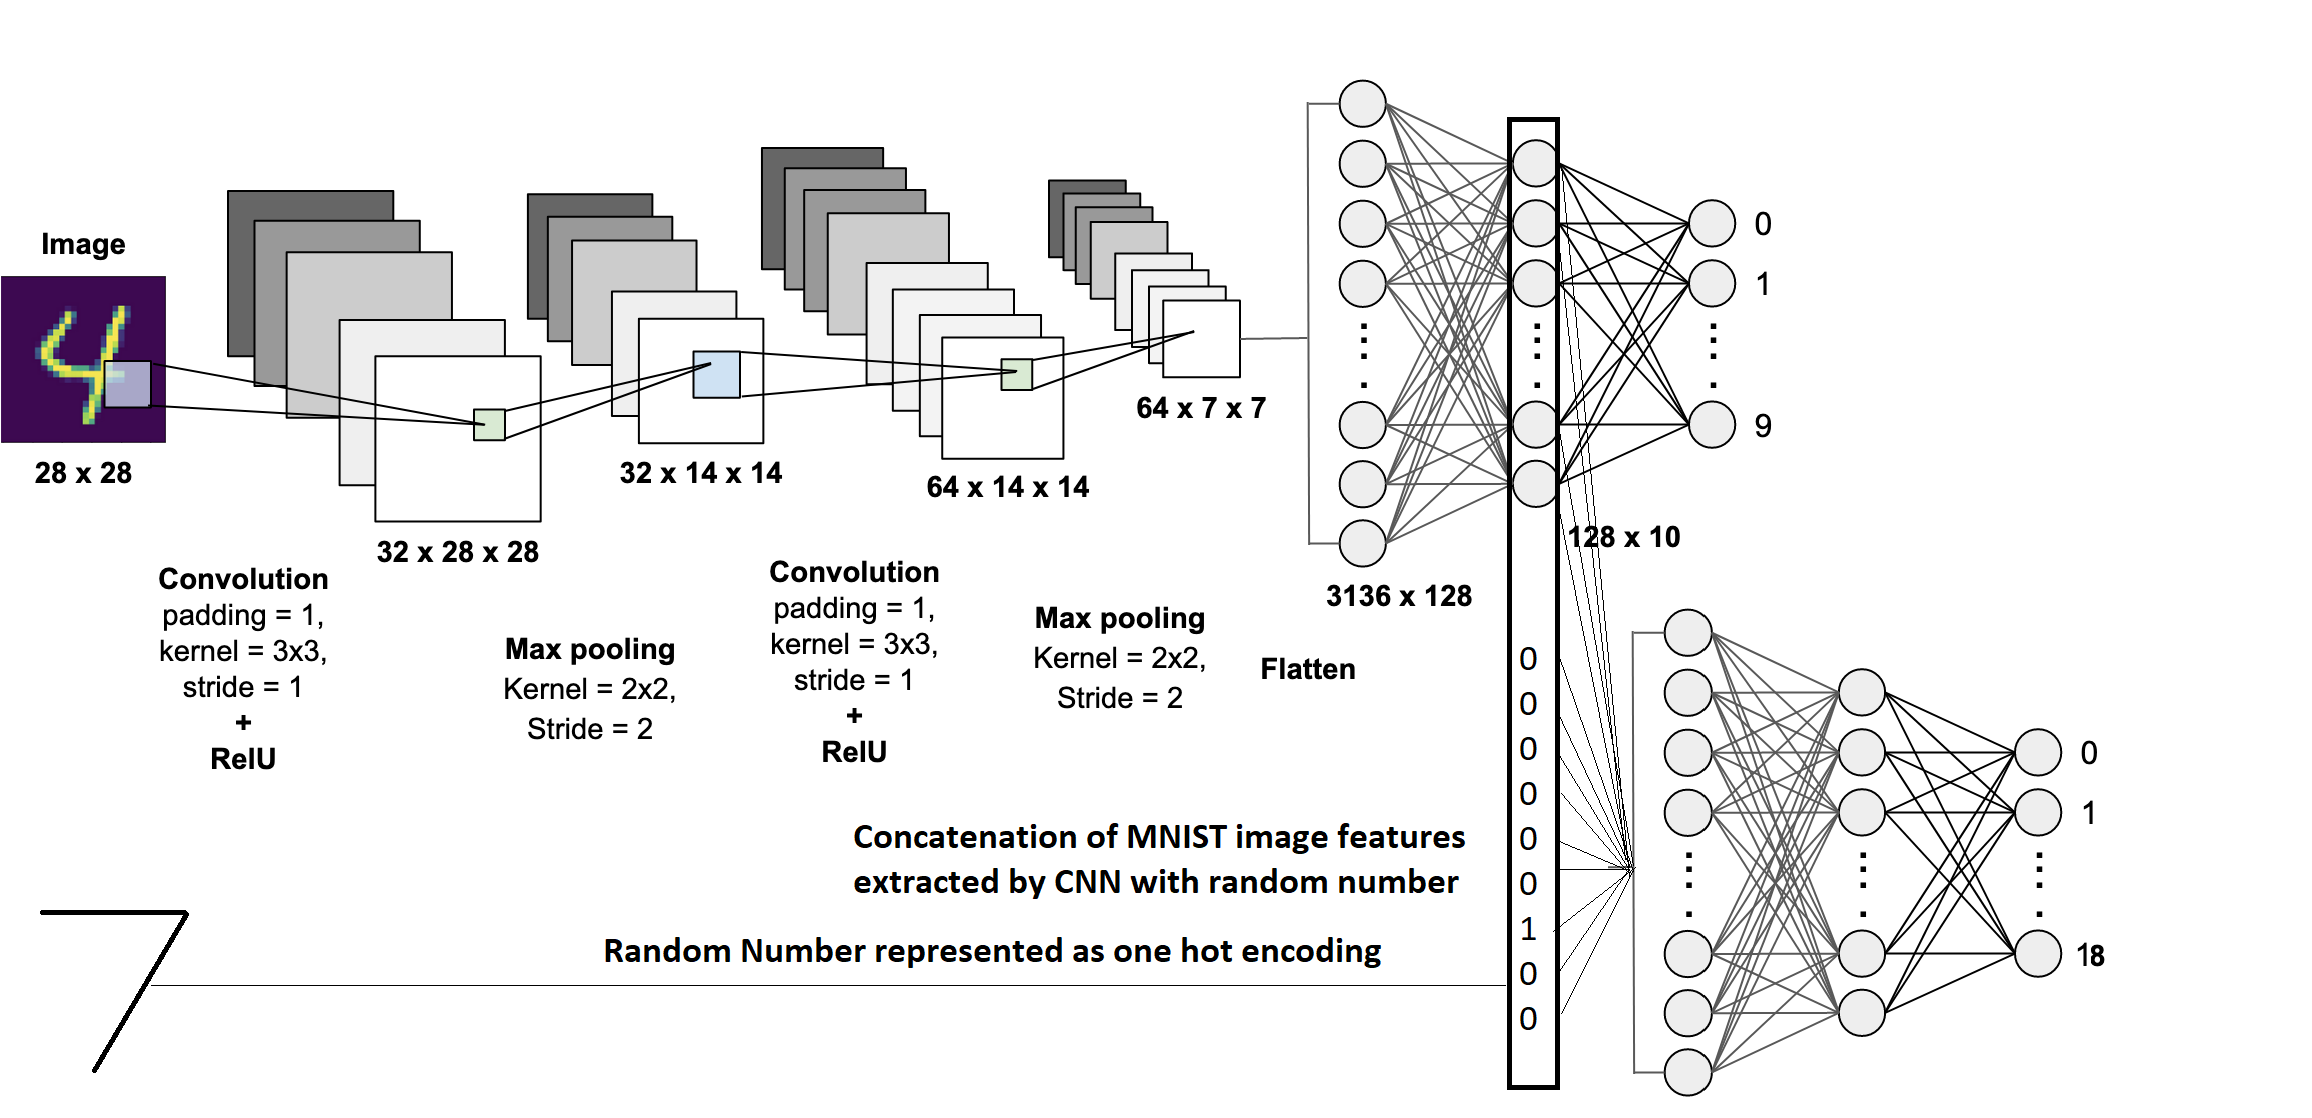 Image
28 x 28
Convolution
padding = 1,
kernel = 3x3,
stride = 1
+
RelU
32 x 28 x 28
Max pooling
Kernel = 2x2,
Stride = 2
32 x 14 x 14
Convolution
padding = 1,
kernel = 3x3,
stride = 1
+
RelU
64 x 14 x 14
Max pooling
Kernel = 2x2,
Stride = 2
64 x 7 x 7
Flatten
3136 x 128
128 x 10
0
1
9
0
0
0
0
0
0
1
0
0
Concatenation of MNIST image features
extracted by CNN with random number
Random Number represented as one hot encoding
0
1
18
4
7